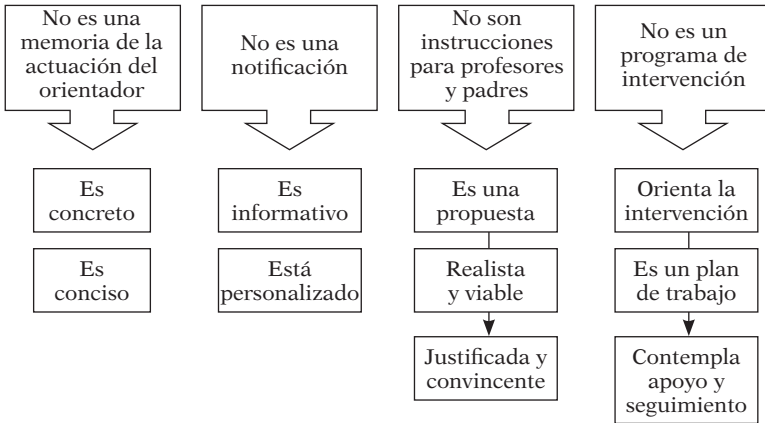 No es una
memoria de la
actuación del
orientador
No es una
notificación
No son
instrucciones
para profesores
y padres
No es un
programa de
intervención
Es
concreto
Es
informativo
Es una
propuesta
Orienta la
intervención
Es
conciso
Está
personalizado
Realista
y viable
Es un plan
de trabajo
Justificada y
convincente
Contempla
apoyo y
seguimiento